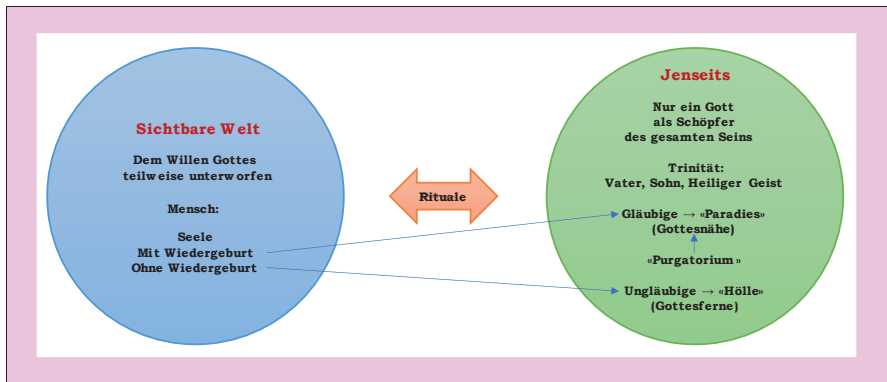 Sichtbare Welt
Dem Willen Gottes
teilweise unterworfen
Mensch:
Seele
Mit Wiedergeburt
Ohne Wiedergeburt
Rituale
Jenseits
Nur ein Gott
als Schöpfer
des gesamten Seins
Trinität:
Vater, Sohn, Heiliger Geist
Gläubige → «Paradies»
(Gottesnähe)
«Purgatorium »
Ungläubige → «Hölle»
(Gottesferne)